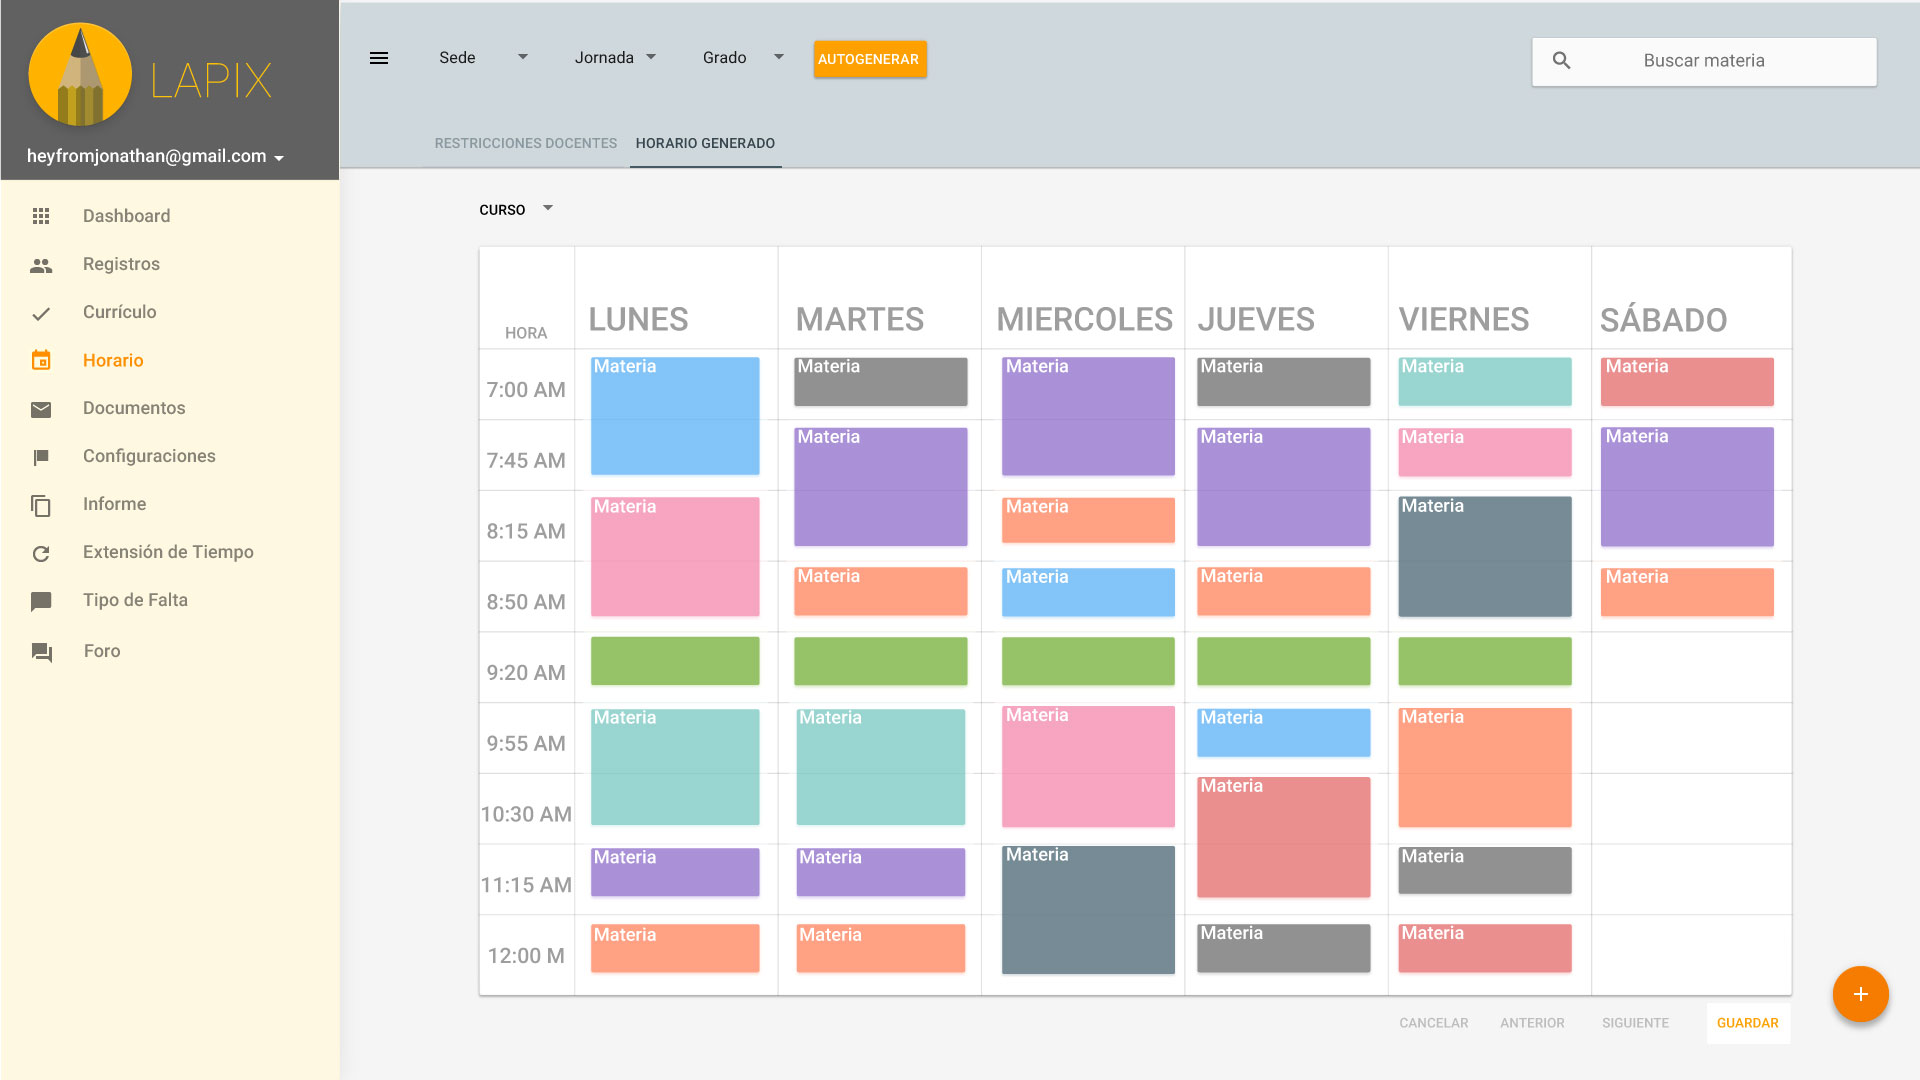 LAPIX
heyfromjonathan@gmail.com
Dashboard
Registros
Currículo
Horario
Documentos
Configuraciones
Informe
Extensión de Tiempo
Tipo de Falta
Foro
Sede Jornada Grado AUTOGENERAR Buscar materia
RESTRICCIONES DOCENTES HORARIO GENERADO
CURSO
HORA LUNES MARTES MIERCOLES JUEVES VIERNES SÁBADO
7:00 AM Materia Materia Materia Materia Materia Materia
7:45 AM Materia Materia Materia Materia
8:15 AM Materia Materia Materia
8:50 AM Materia Materia Materia Materia
9:20 AM
9:55 AM Materia Materia Materia Materia Materia
10:30 AM Materia
11:15 AM Materia Materia Materia Materia
12:00 M Materia Materia Materia Materia
CANCELAR ANTERIOR SIGUIENTE GUARDAR